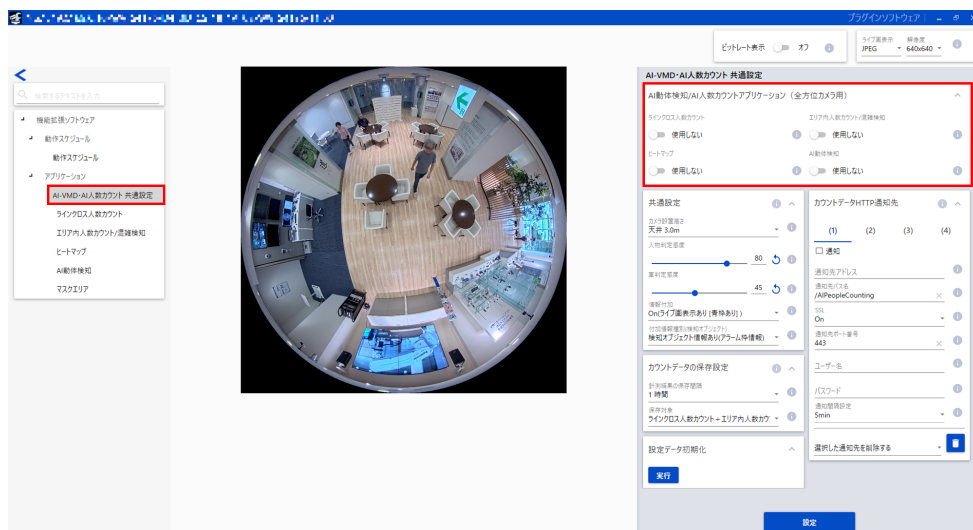 プラグインソフトウェア
ビットレート表示 オフ
ライブ画表示 解像度
JPEG 640x640
検索するテキストを入力
機能拡張ソフトウェア
動作スケジュール
動作スケジュール
アプリケーション
AI-VMD・AI人数カウント 共通設定
ラインクロス人数カウント
エリア内人数カウント/混雑検知
ヒートマップ
AI動体検知
マスクエリア
AI-VMD・AI人数カウント 共通設定
AI動体検知/AI人数カウントアプリケーション（全方位カメラ用）
ラインクロス人数カウント
使用しない
エリア内人数カウント/混雑検知
使用しない
ヒートマップ
使用しない
AI動体検知
使用しない
共通設定
カメラ設置高さ
天井 3.0m
人物判定感度
80
車判定感度
45
情報付加
On(ライブ画表示あり [青枠あり] )
付加情報種別(検知オブジェクト)
検知オブジェクト情報あり(アラーム枠情報)
カウントデータの保存設定
計測結果の保存間隔
1 時間
保存対象
ラインクロス人数カウント + エリア内人数カウ
設定データ初期化
実行
カウントデータHTTP通知先
(1) (2) (3) (4)
通知
通知先アドレス
通知先パス名
/AIPeopleCounting
SSL
On
通知先ポート番号
443
ユーザー名
パスワード
通知間隔設定
5min
選択した通知先を削除する
設定